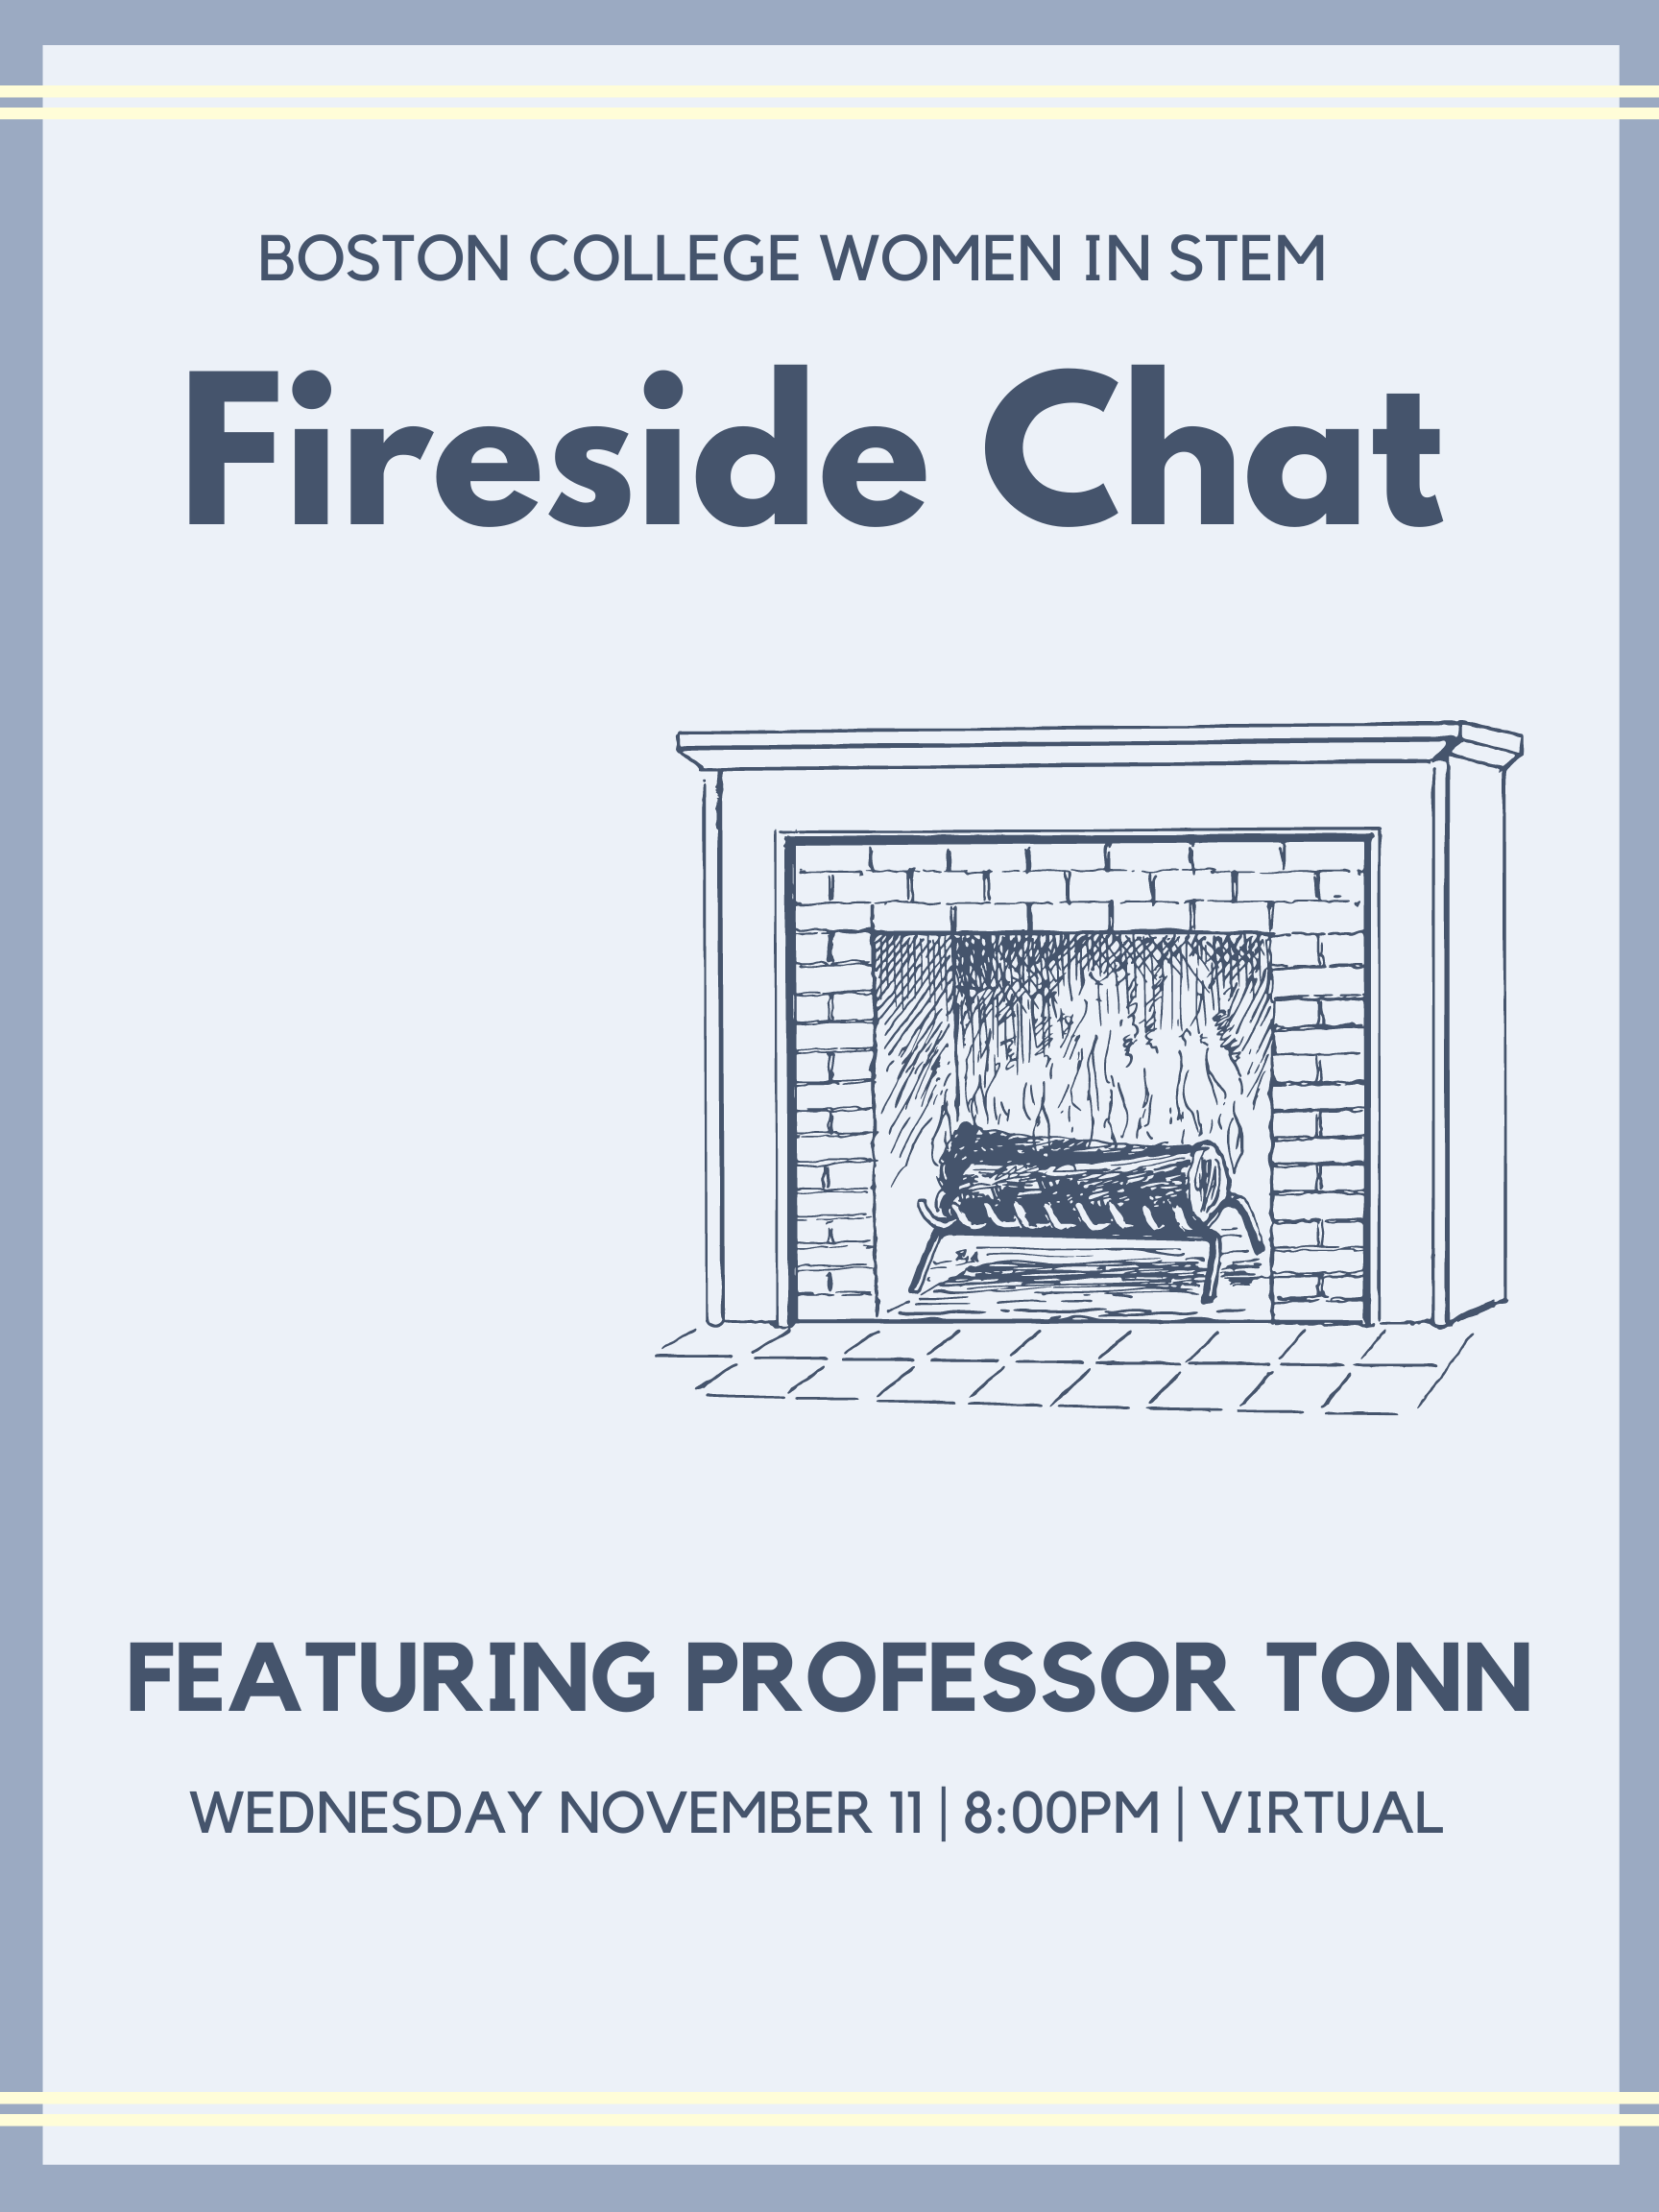 BOSTON COLLEGE WOMEN IN STEM
Fireside Chat
FEATURING PROFESSOR TONN
WEDNESDAY NOVEMBER 11 | 8:00PM | VIRTUAL